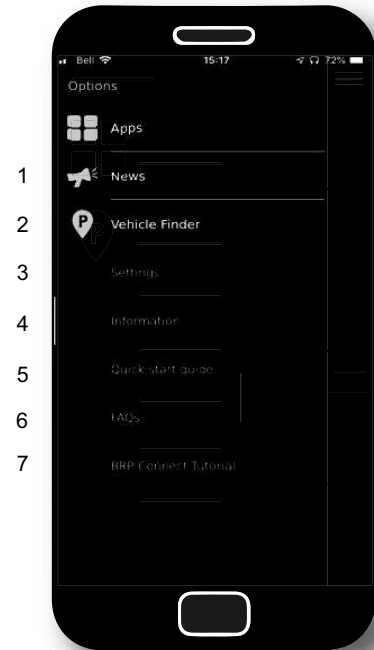 Bell 15:17 72%
Options
Apps
1 News
2 P Vehicle Finder
3 Settings
4 Information
5 Quick start guide
6 FAQs
7 BRP Connect Tutorial